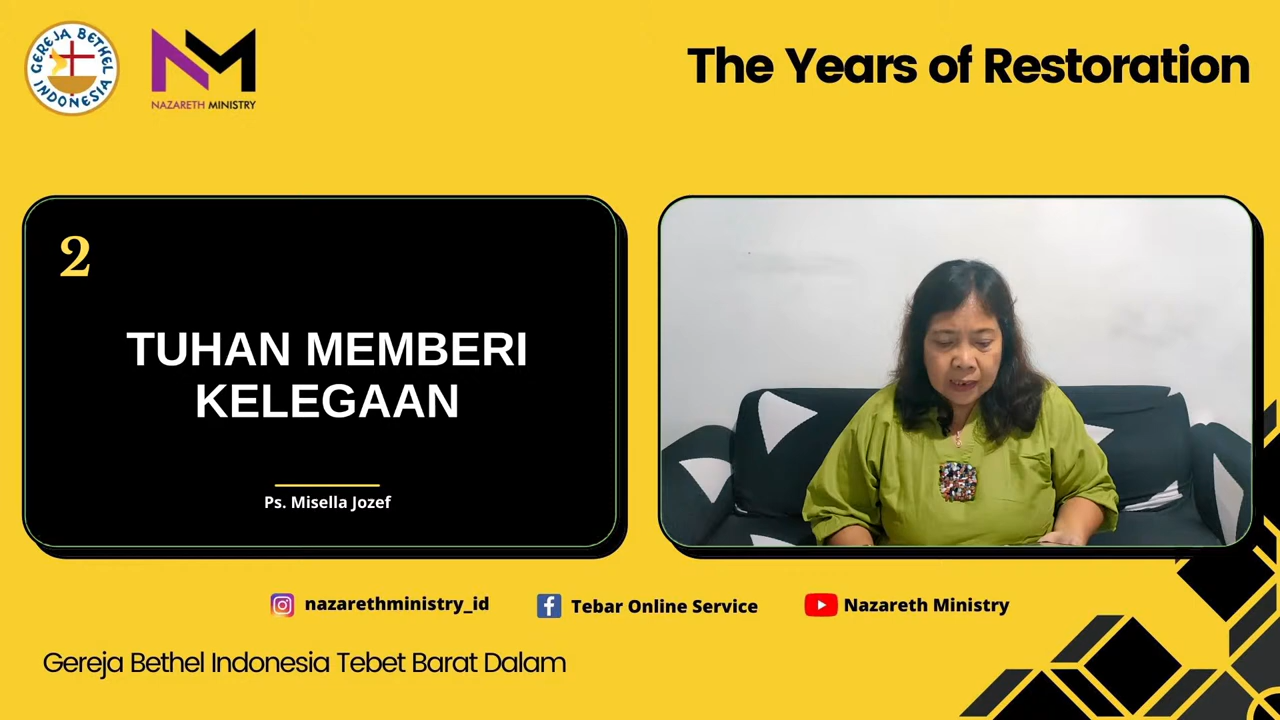 GEREJA BETHEL
INDONESIA
NM
NAZARETH MINISTRY
The Years of Restoration
2
TUHAN MEMBERI
KELEGAAN
Ps. Misella Jozef
nazarethministry_id
Tebar Online Service
Nazareth Ministry
Gereja Bethel Indonesia Tebet Barat Dalam